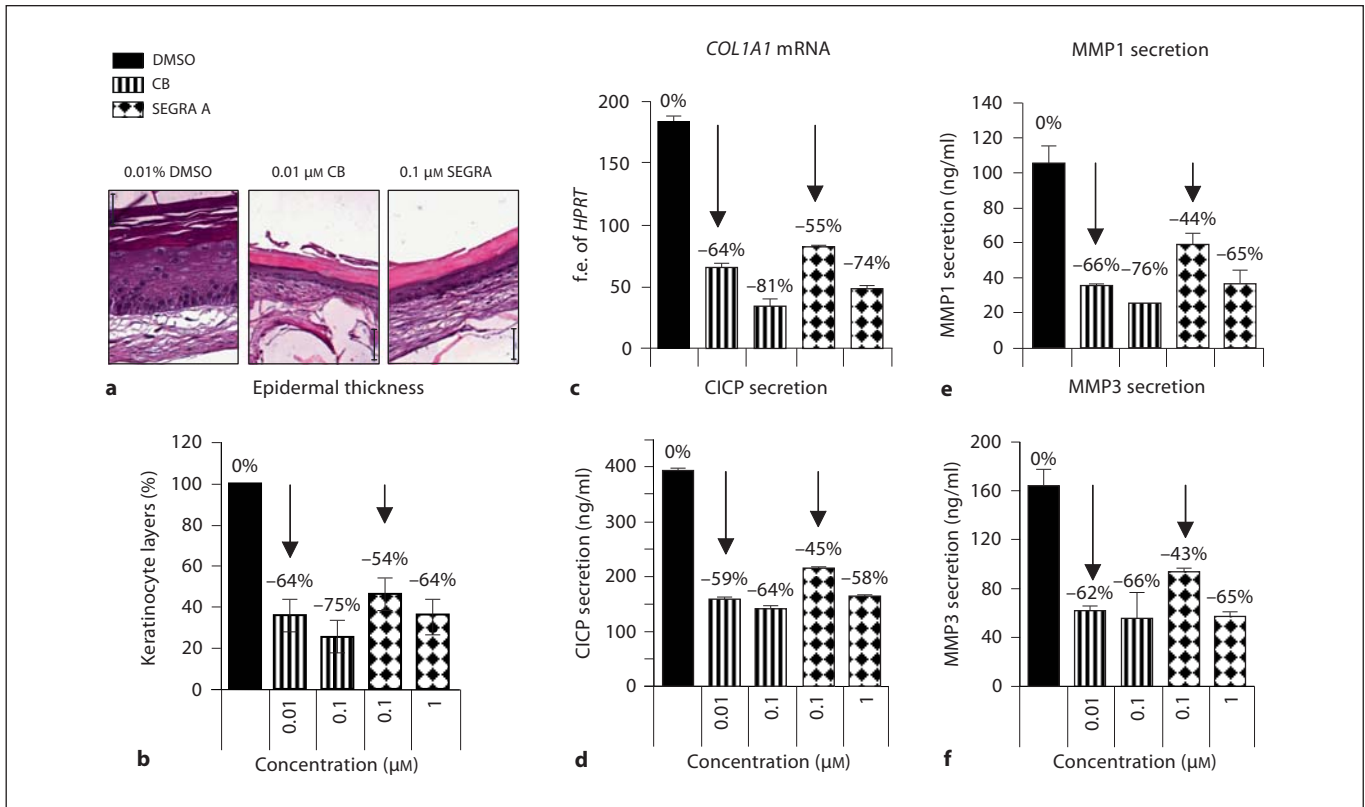 DMSO
CB
SEGRA A
0.01% DMSO
0.01 μM CB
0.1 μM SEGRA
a
Epidermal thickness
Keratinocyte layers (%)
120
100
80
60
40
20
0
0%
–64%
–75%
–54%
–64%
0.01
0.1
0.1
1
b
Concentration (μM)
COL1A1 mRNA
f.e. of HPRT
200
150
100
50
0
0%
–64%
–81%
–55%
–74%
c
CICP secretion
CICP secretion (ng/ml)
400
300
200
150
100
0
0%
–59%
–64%
–45%
–58%
0.01
0.1
0.1
1
d
Concentration (μM)
MMP1 secretion
MMP1 secretion (ng/ml)
140
120
100
80
60
40
20
0
0%
–66%
–76%
–44%
–65%
e
MMP3 secretion
MMP3 secretion (ng/ml)
200
160
120
80
60
0
0%
–62%
–66%
–43%
–65%
0.01
0.1
0.1
1
f
Concentration (μM)